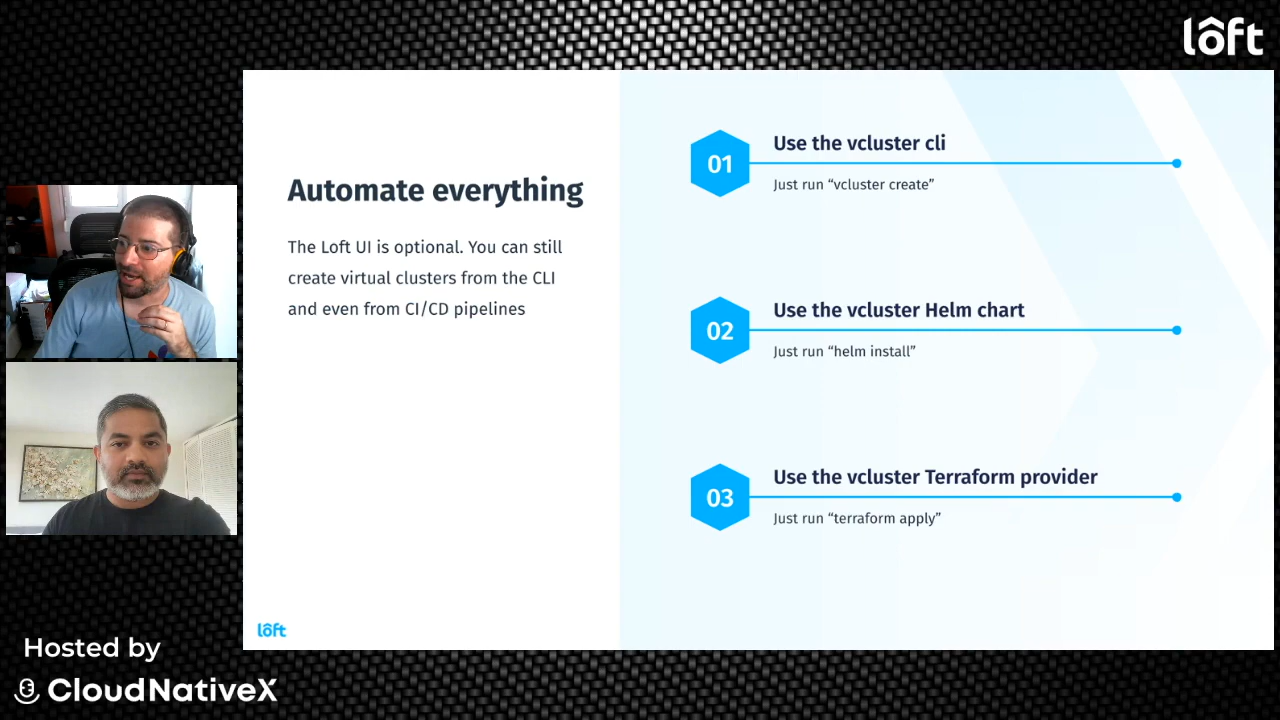 loft
Automate everything
The Loft UI is optional. You can still
create virtual clusters from the CLI
and even from CI/CD pipelines
01
Use the vcluster cli
Just run “vcluster create”
02
Use the vcluster Helm chart
Just run “helm install”
03
Use the vcluster Terraform provider
Just run “terraform apply”
lôft
Hosted by
CloudNativeX